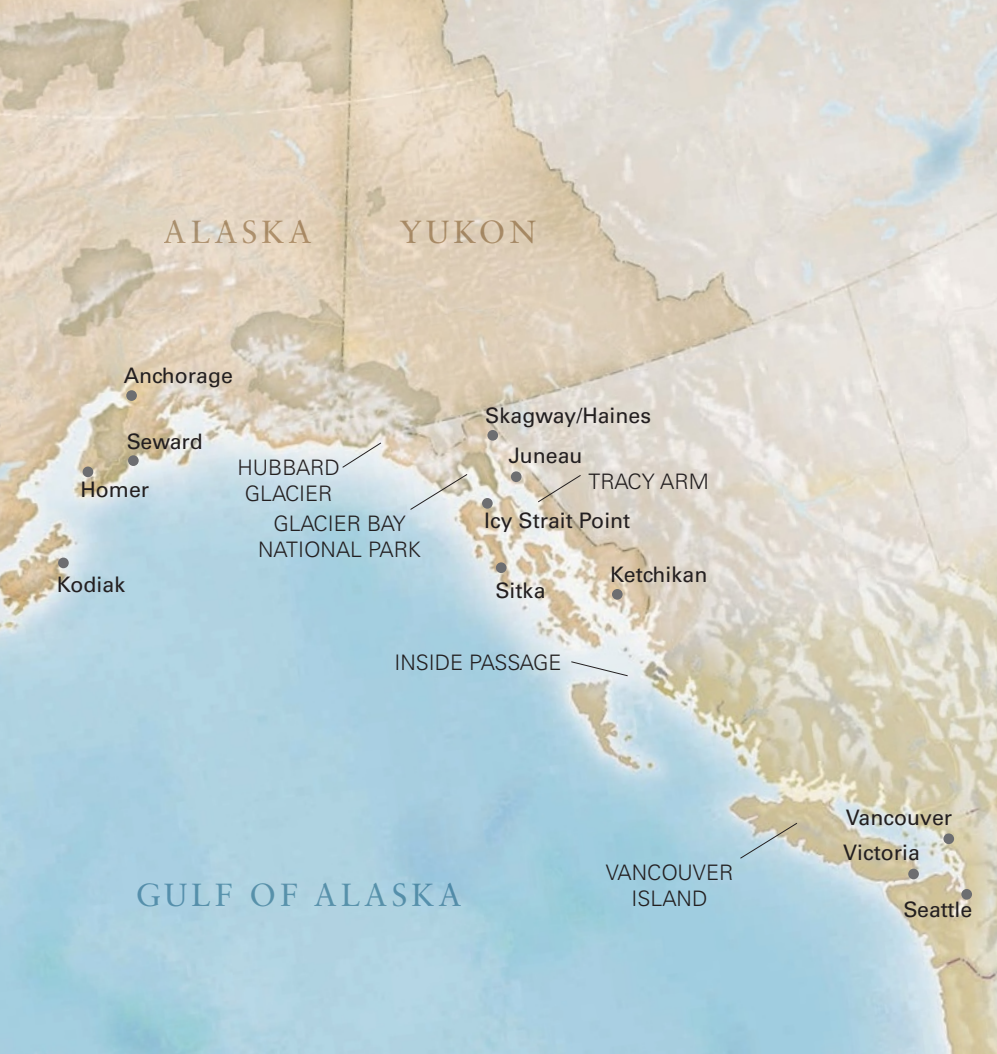 ALASKA
YUKON
Anchorage
Skagway/Haines
Seward
Juneau
HUBBARD
GLACIER
TRACY ARM
Homer
GLACIER BAY
NATIONAL PARK
Icy Strait Point
Kodiak
Sitka
Ketchikan
INSIDE PASSAGE
Vancouver
Victoria
VANCOUVER
ISLAND
GULF OF ALASKA
Seattle